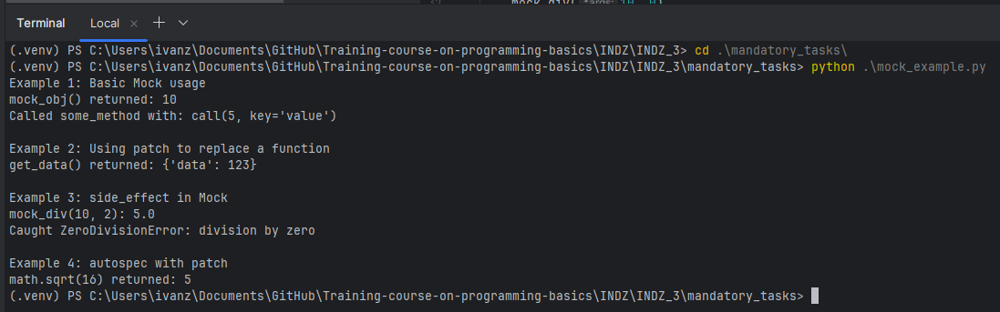 mock_div( *args: 10, 0)
Terminal Local × + ⌄
(.venv) PS C:\Users\ivanz\Documents\GitHub\Training-course-on-programming-basics\INDZ\INDZ_3> cd .\mandatory_tasks\
(.venv) PS C:\Users\ivanz\Documents\GitHub\Training-course-on-programming-basics\INDZ\INDZ_3\mandatory_tasks> python .\mock_example.py
Example 1: Basic Mock usage
mock_obj() returned: 10
Called some_method with: call(5, key='value')
Example 2: Using patch to replace a function
get_data() returned: {'data': 123}
Example 3: side_effect in Mock
mock_div(10, 2): 5.0
Caught ZeroDivisionError: division by zero
Example 4: autospec with patch
math.sqrt(16) returned: 5
(.venv) PS C:\Users\ivanz\Documents\GitHub\Training-course-on-programming-basics\INDZ\INDZ_3\mandatory_tasks>